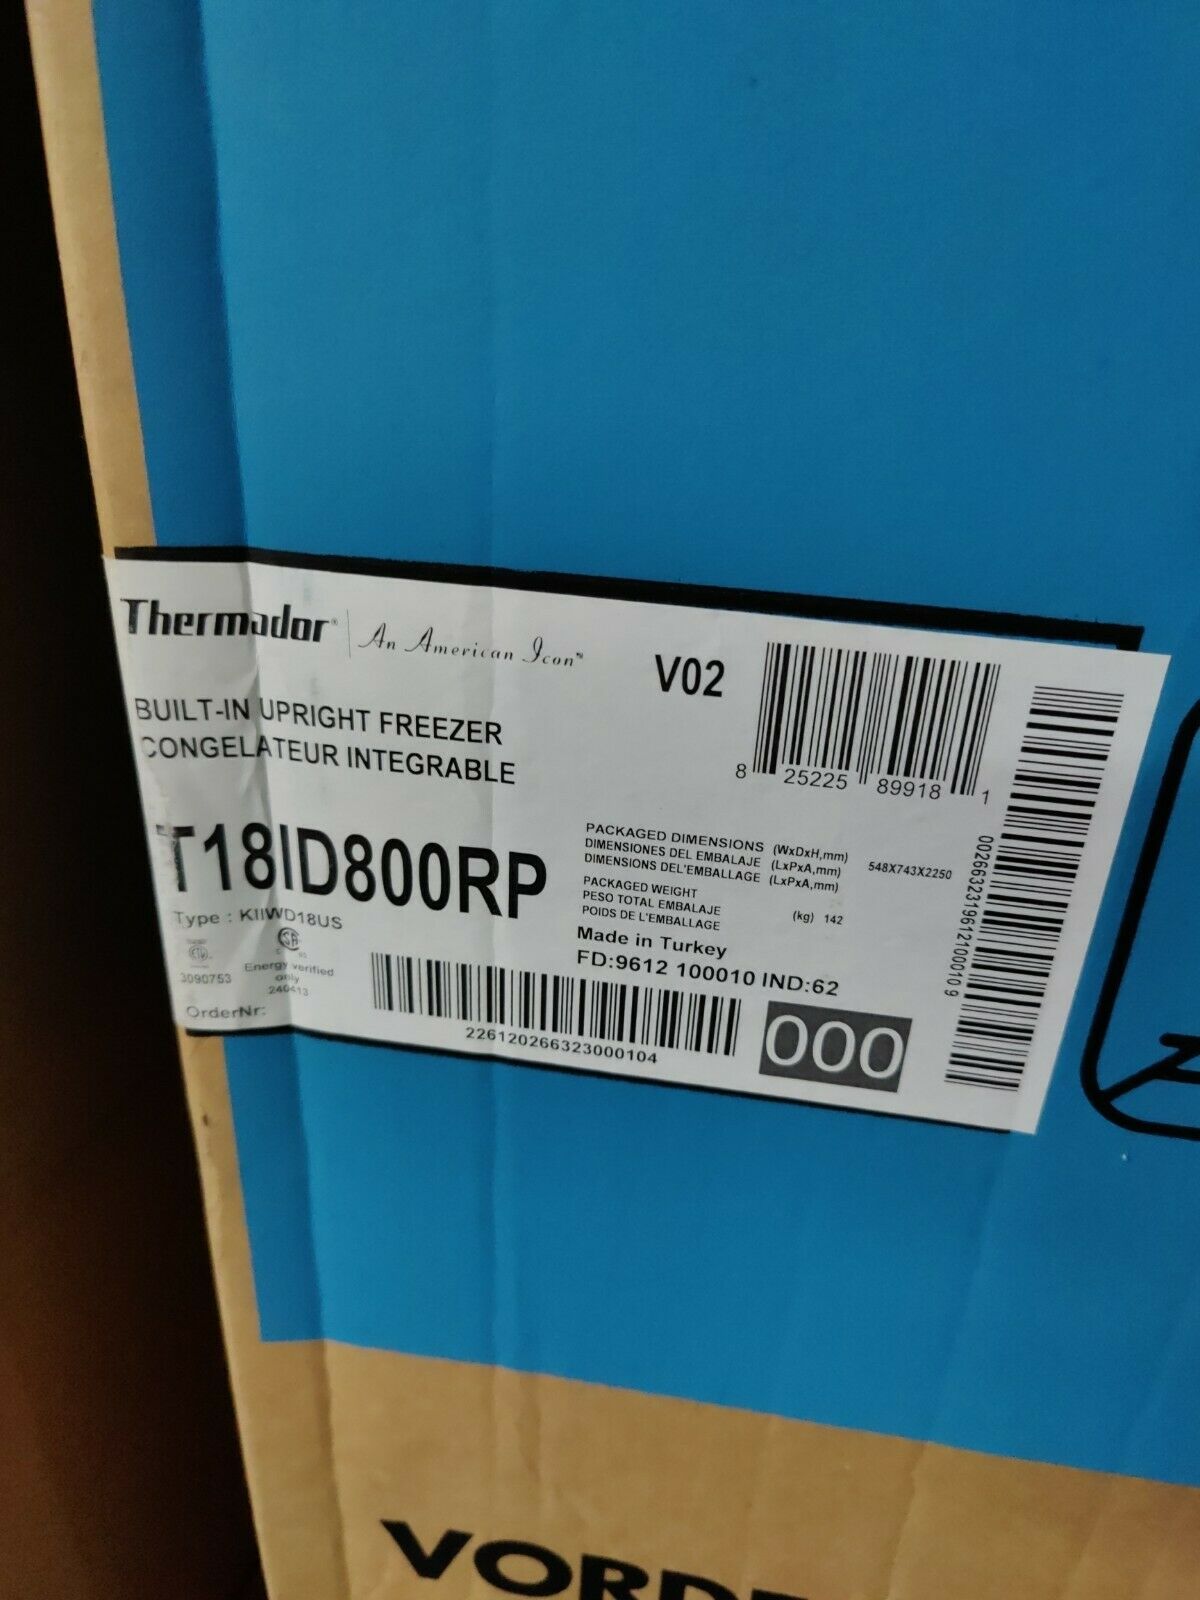 Thermador® | An American Icon™
BUILT-IN UPRIGHT FREEZER
CONGELATEUR INTEGRABLE
V02
8 25225 89918 1
T18ID800RP
Type : KIIWD18US
3090753
Energy verified
only
240413
OrderNr:
PACKAGED DIMENSIONS (WxDxH,mm)
DIMENSIONES DEL EMBALAJE (LxPxA,mm) 548X743X2250
DIMENSIONS DEL'EMBALLAGE (LxPxA,mm)
PACKAGED WEIGHT
PESO TOTAL EMBALAJE (kg) 142
POIDS DE L'EMBALLAGE
Made in Turkey
FD:9612 100010 IND:62
226120266323000104
000
00266323196121000109